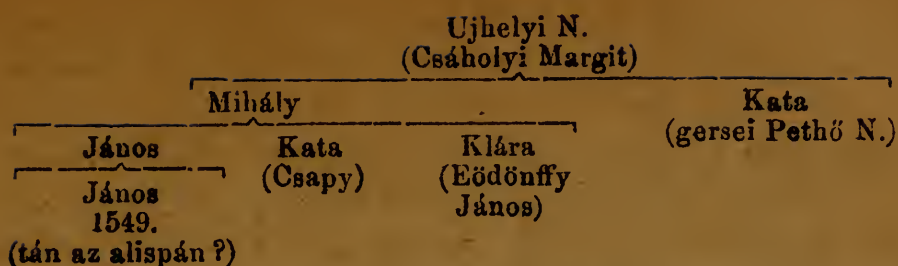 Ujhelyi N.
(Csáholyi Margit)
Mihály
Kata
(gersei Pethő N.)
János
Kata
(Csapy)
Klára
(Eödönffy
János)
János
1549.
(tán az alispán?)